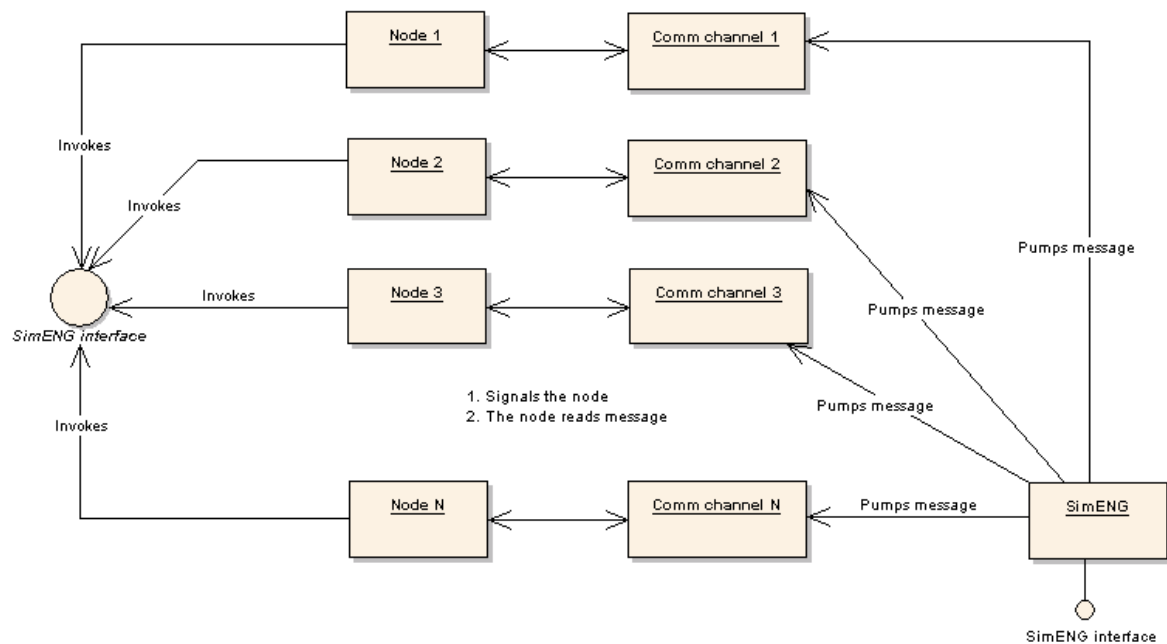 Node 1
Comm channel 1
Invokes
Node 2
Comm channel 2
Invokes
Pumps message
Node 3
Comm channel 3
Invokes
SimENG interface
Pumps message
1. Signals the node
2. The node reads message
Pumps message
Invokes
Node N
Comm channel N
Pumps message
SimENG
SimENG interface